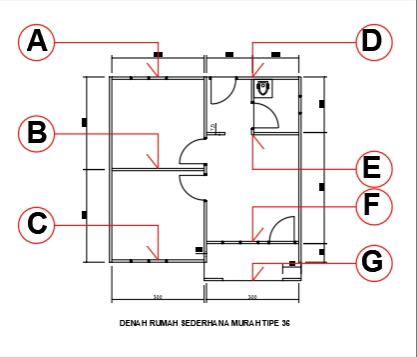 A
D
B
E
C
F
G
300
300
DENAH RUMAH SEDERHANA MURAH TIPE 36